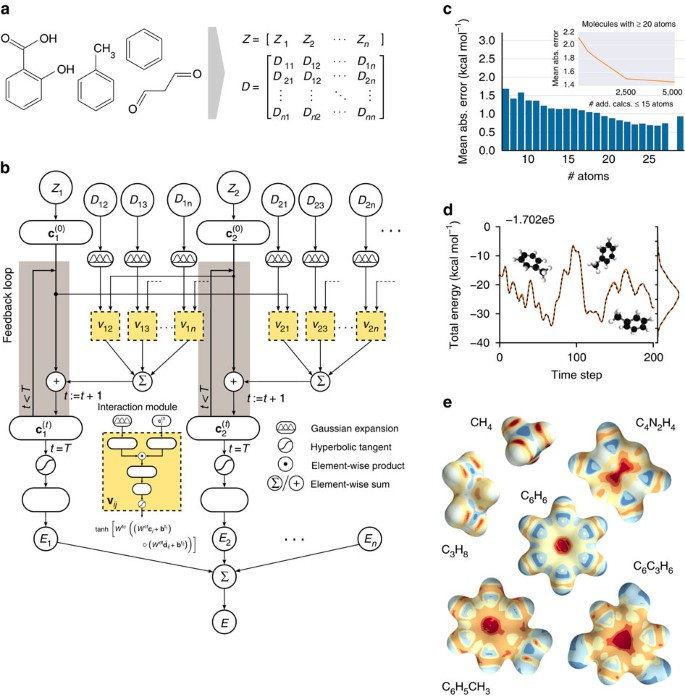 a
OH
O
OH
CH3
O
O
Z = [ Z1 Z2 ⋯ Zn ]
D = [ D11 D12 ⋯ D1n
D21 D12 ⋯ D2n
⋮ ⋮ ⋱ ⋮
Dn1 Dn2 ⋯ Dnn ]
b
Z1 D12 D13 D1n Z2 D21 D23 D2n
c1(0) c2(0)
Feedback loop
v12 v13 v1n v21 v23 v2n
t < T t < T
+ Σ + Σ
t := t + 1 t := t + 1
c1(t) c2(t)
t = T t = T
Interaction module
vij
Gaussian expansion
Hyperbolic tangent
Element-wise product
Σ/+ Element-wise sum
E1 E2 ⋯ En
Σ
E
c
Mean abs. error (kcal mol−1)
3.0
2.5
2.0
1.5
1.0
0.5
0.0
10 15 20 25
# atoms
Molecules with ≥ 20 atoms
Mean abs. error
2.2
2.0
1.8
1.6
1.4
2,500 5,000
# add. calcs. ≤ 15 atoms
d
−1.702e5
Total energy (kcal mol−1)
0
−10
−20
−30
−40
0 100 200
Time step
e
CH4
C4N2H4
C3H8
C6H6
C6C3H6
C6H5CH3